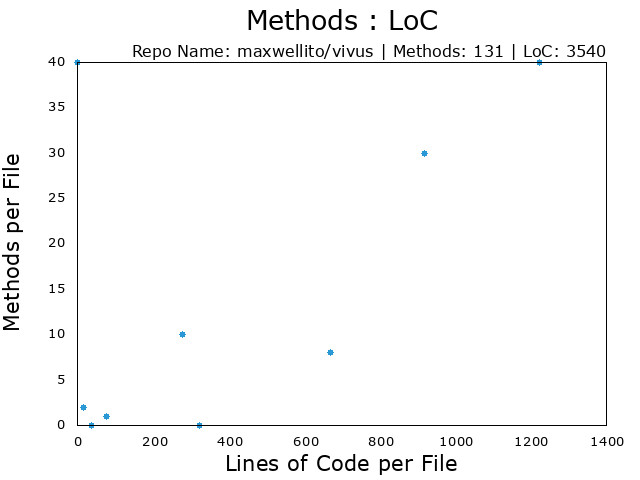 Methods : LoC
Repo Name: maxwellito/vivus | Methods: 131 | LoC: 3540
40
35
30
25
20
15
10
5
0
Methods per File
0 200 400 600 800 1000 1200 1400
Lines of Code per File